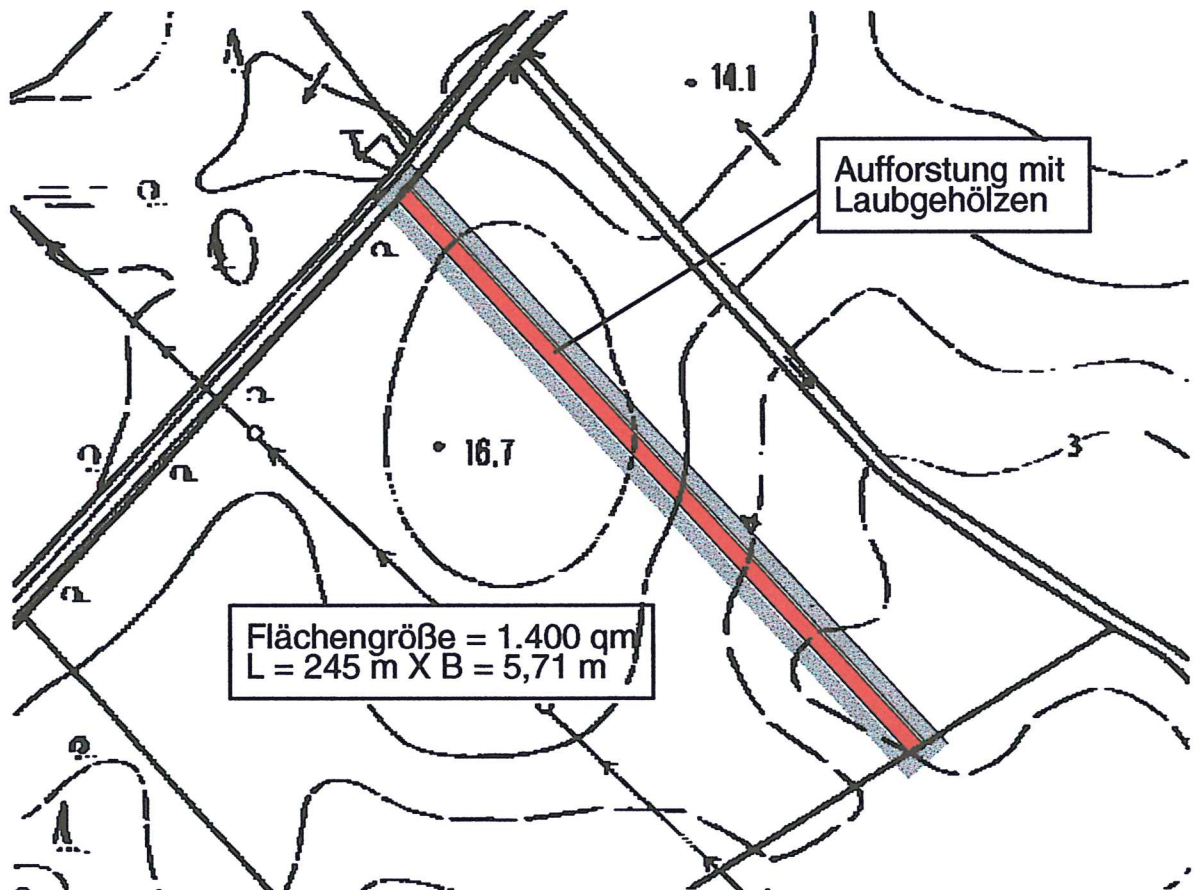 14.1
Aufforstung mit
Laubgehölzen
16.7
3
Flächengröße = 1.400 qm
L = 245 m X B = 5,71 m